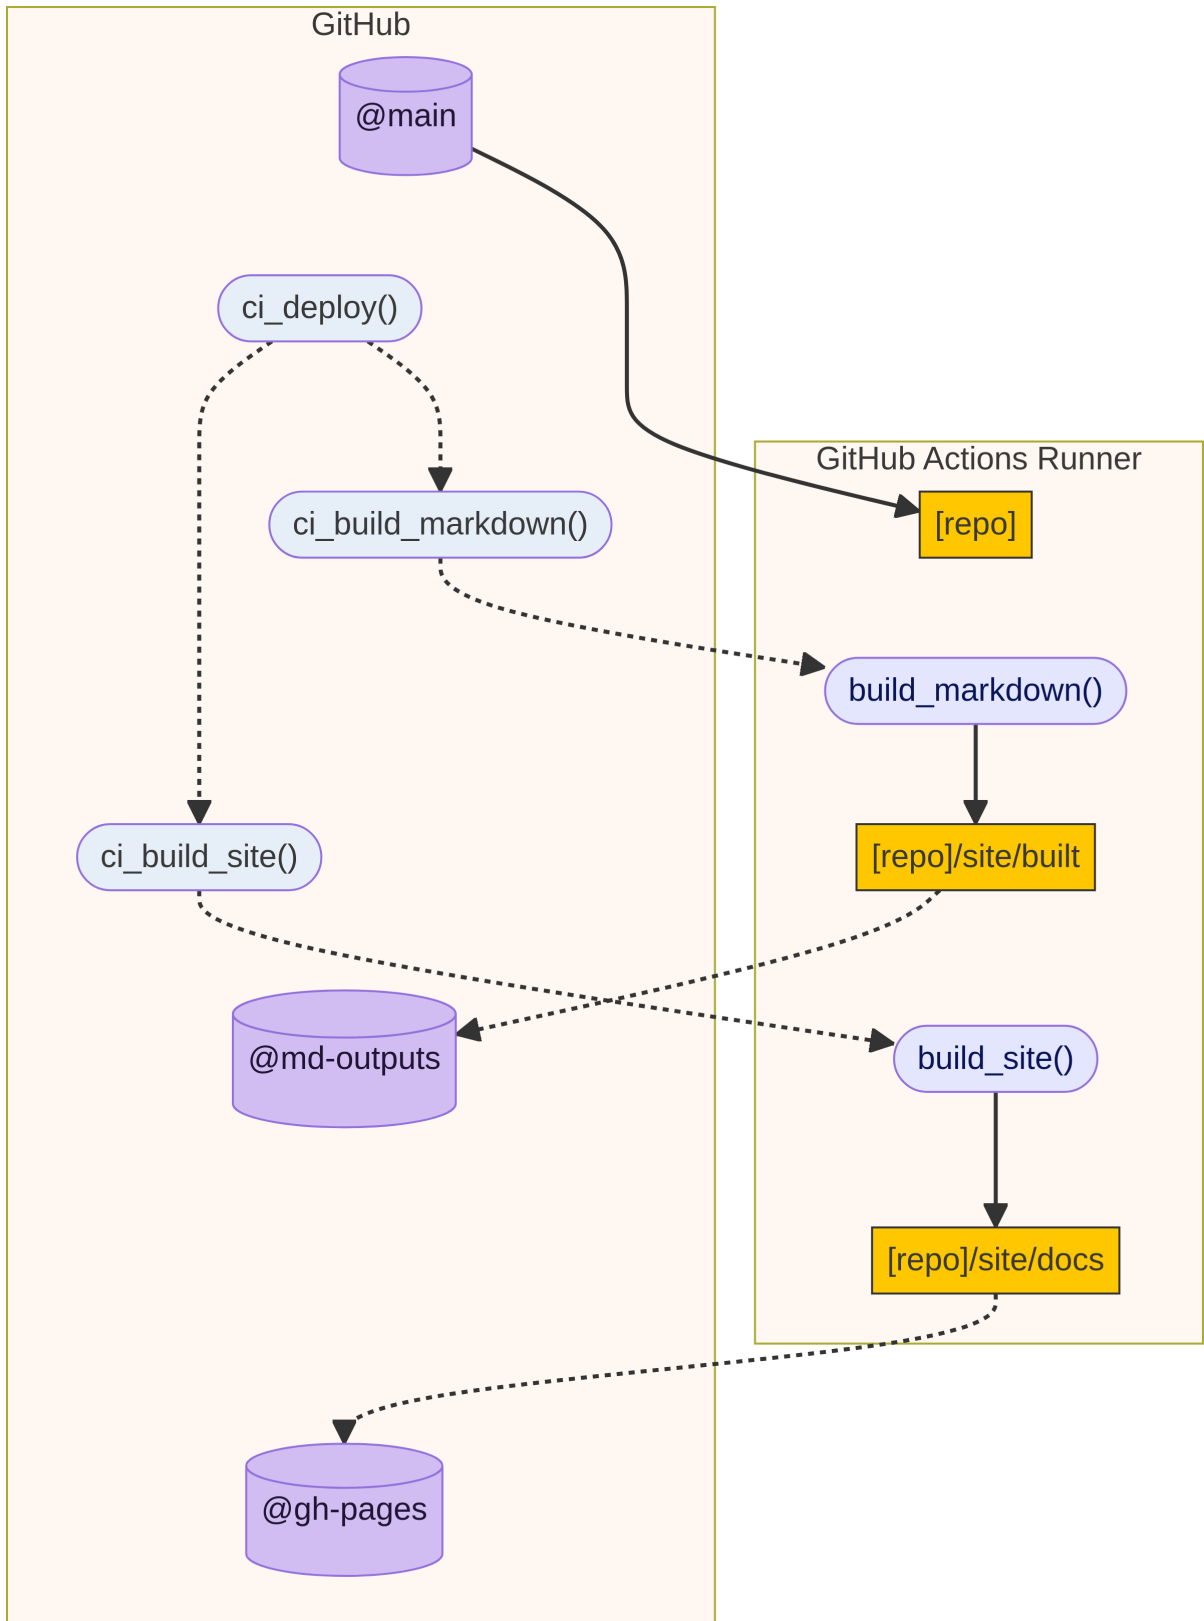 GitHub
@main
ci_deploy()
GitHub Actions Runner
[repo]
ci_build_markdown()
build_markdown()
ci_build_site()
[repo]/site/built
@md-outputs
build_site()
[repo]/site/docs
@gh-pages